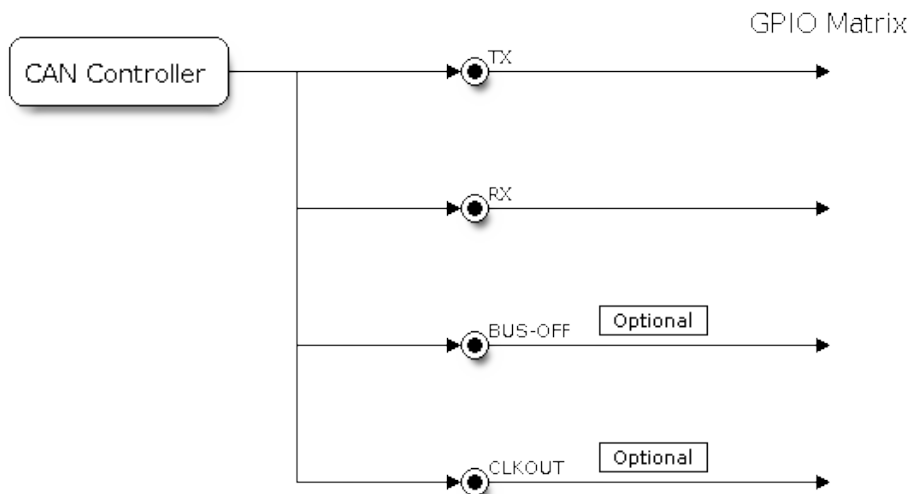 GPIO Matrix
CAN Controller
TX
RX
BUS-OFF
Optional
CLKOUT
Optional